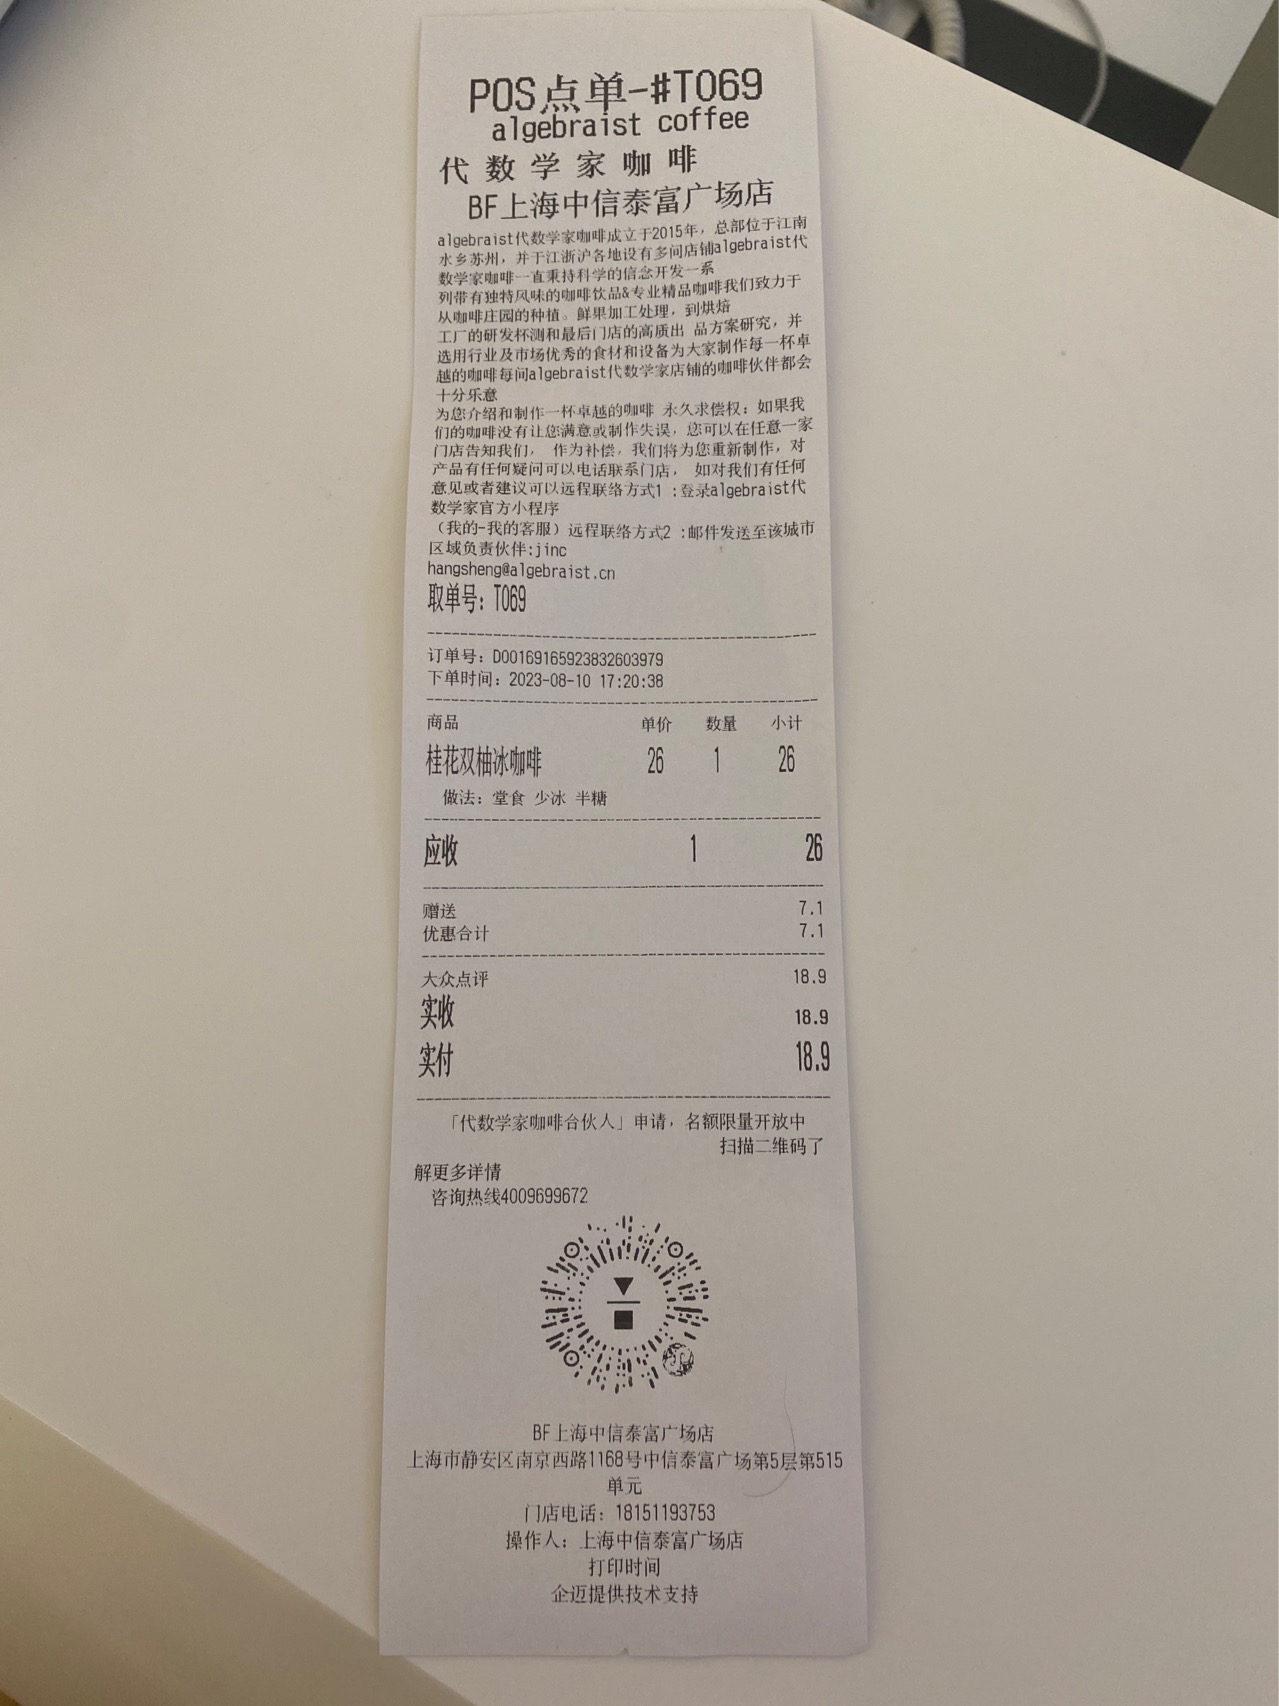 POS点单-#T069
algebraist coffee
代数学家咖啡
BF上海中信泰富广场店
algebraist代数学家咖啡成立于2015年，总部位于江南
水乡苏州，并于江浙沪各地设有多间店铺algebraist代
数学家咖啡一直秉持科学的信念开发一系
列带有独特风味的咖啡饮品&专业精品咖啡我们致力于
从咖啡庄园的种植。鲜果加工处理，到烘焙
工厂的研发杯测和最后门店的高质出 品方案研究，并
选用行业及市场优秀的食材和设备为大家制作每一杯卓
越的咖啡每间algebraist代数学家店铺的咖啡伙伴都会
十分乐意
为您介绍和制作一杯卓越的咖啡 永久求偿权：如果我
们的咖啡没有让您满意或制作失误，您可以在任意一家
门店告知我们， 作为补偿，我们将为您重新制作，对
产品有任何疑问可以电话联系门店， 如对我们有任何
意见或者建议可以远程联络方式1 :登录algebraist代
数学家官方小程序
（我的-我的客服）远程联络方式2 :邮件发送至该城市
区域负责伙伴:jinc
hangsheng@algebraist.cn
取单号：T069
订单号：D00169165923832603979
下单时间：2023-08-10 17:20:38
商品 单价 数量 小计
桂花双柚冰咖啡 26 1 26
做法：堂食 少冰 半糖
应收 1 26
赠送 7.1
优惠合计 7.1
大众点评 18.9
实收 18.9
实付 18.9
「代数学家咖啡合伙人」申请，名额限量开放中
扫描二维码了
解更多详情
咨询热线4009699672
BF上海中信泰富广场店
上海市静安区南京西路1168号中信泰富广场第5层第515
单元
门店电话：18151193753
操作人：上海中信泰富广场店
打印时间
企迈提供技术支持